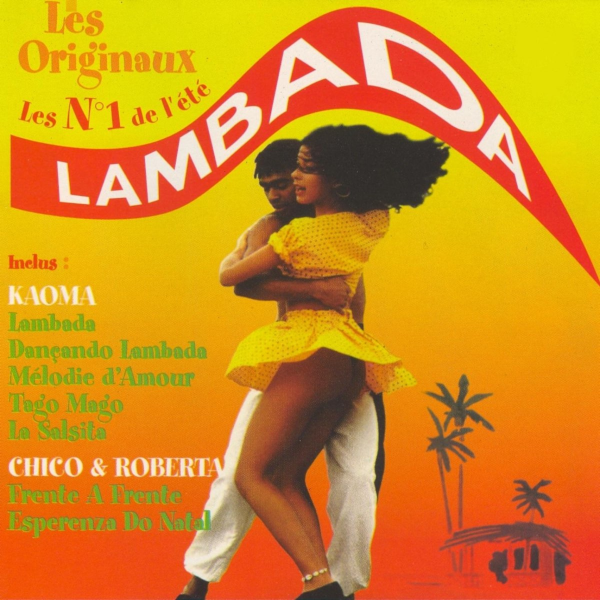 Les
Originaux
Les N°1 de l'été
LAMBADA
Inclus :
KAOMA
Lambada
Dançando Lambada
Mélodie d'Amour
Tago Mago
La Salsita
CHICO & ROBERTA
Frente A Frente
Esperenza Do Natal